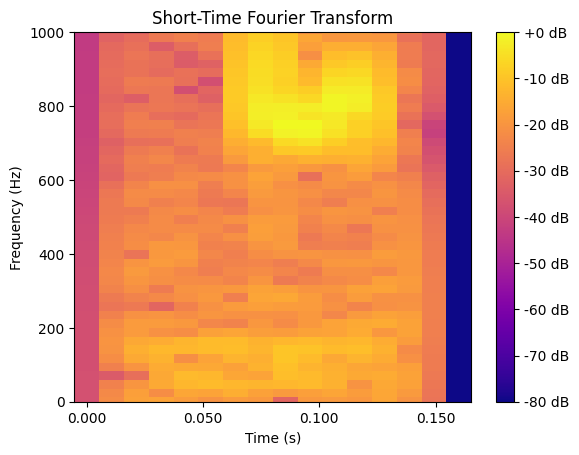 Short-Time Fourier Transform
1000
800
600
400
200
0
Frequency (Hz)
0.000
0.050
0.100
0.150
Time (s)
+0 dB
-10 dB
-20 dB
-30 dB
-40 dB
-50 dB
-60 dB
-70 dB
-80 dB